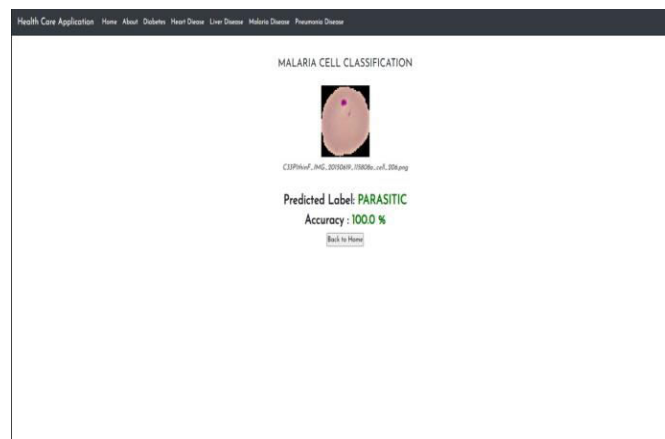 Health Care Application Home About Diabetes Heart Diease Liver Disease Malaria Disease Pneumonia Disease
MALARIA CELL CLASSIFICATION
Predicted Label: PARASITIC
Accuracy : 100.0 %
Back to Home